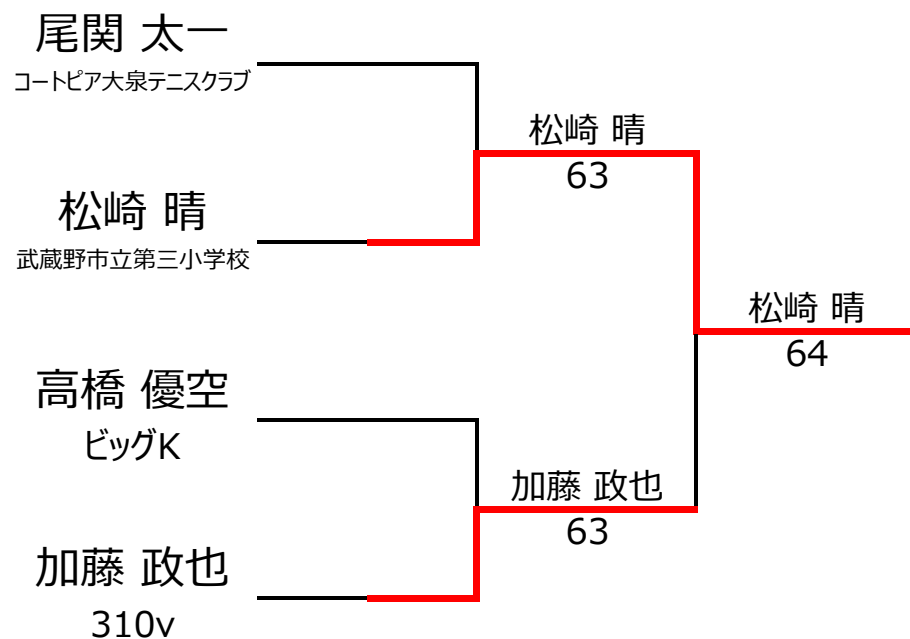 尾関 太一
コートピア大泉テニスクラブ
松崎 晴
63
松崎 晴
武蔵野市立第三小学校
松崎 晴
64
高橋 優空
ビッグK
加藤 政也
63
加藤 政也
310v